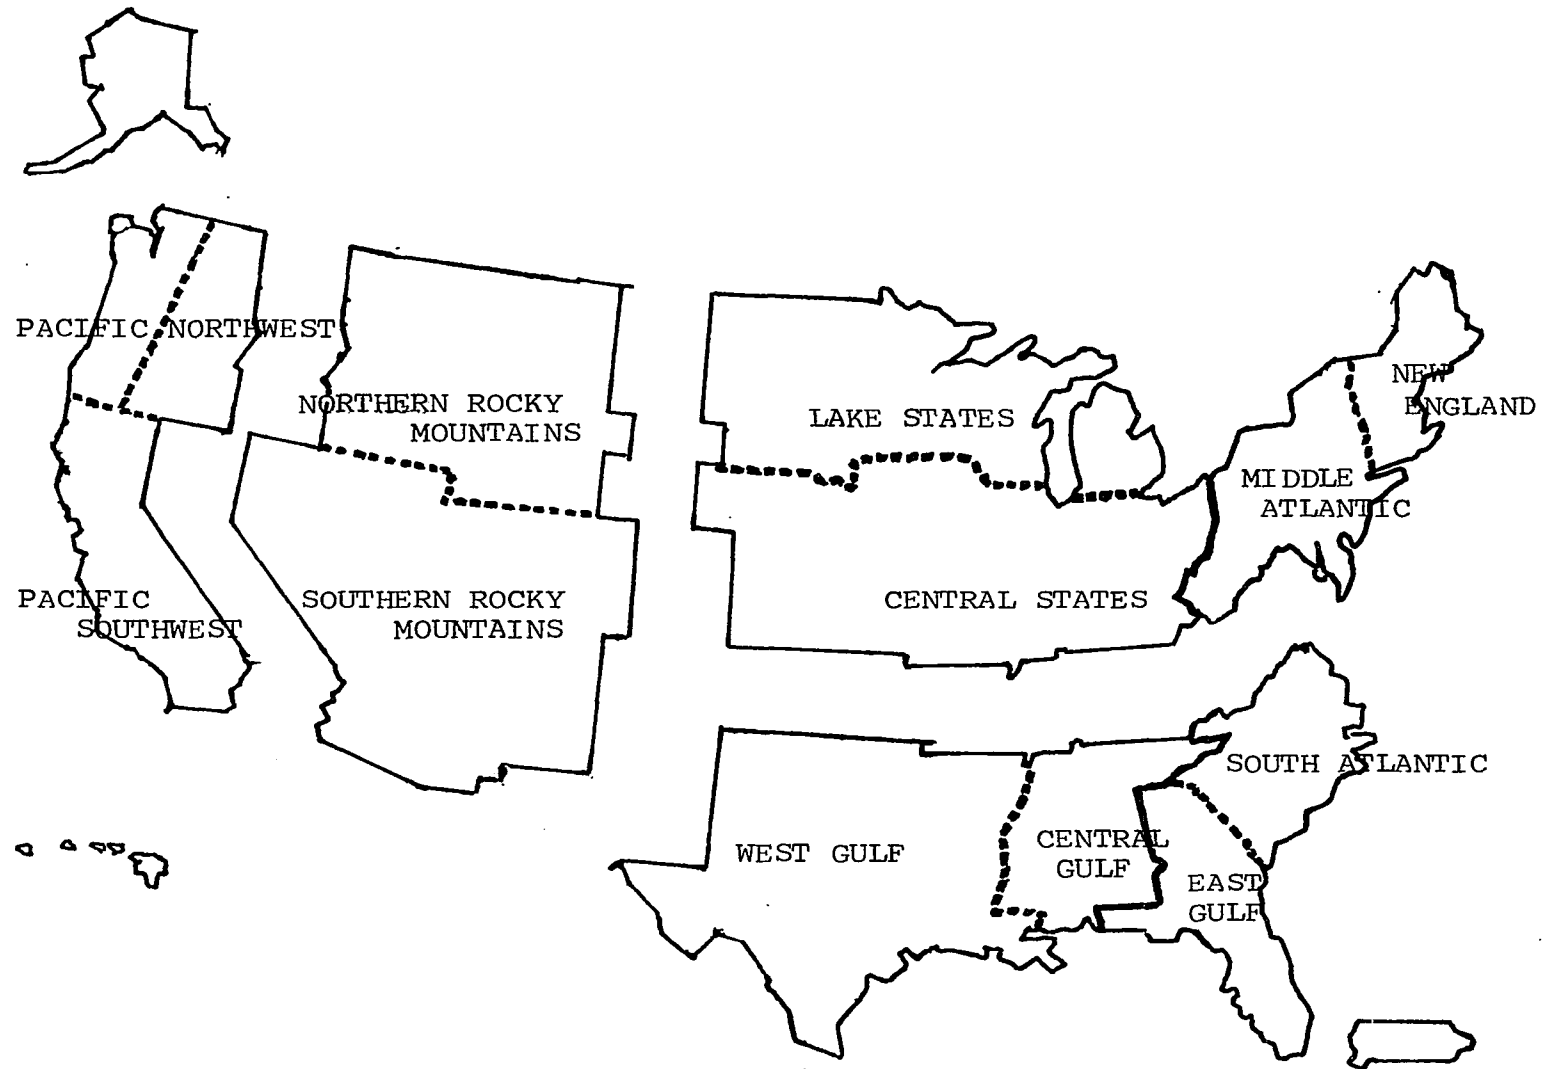 PACIFIC NORTHWEST
NORTHERN ROCKY
MOUNTAINS
LAKE STATES
NEW
ENGLAND
MIDDLE
ATLANTIC
PACIFIC
SOUTHWEST
SOUTHERN ROCKY
MOUNTAINS
CENTRAL STATES
SOUTH ATLANTIC
WEST GULF
CENTRAL
GULF
EAST
GULF